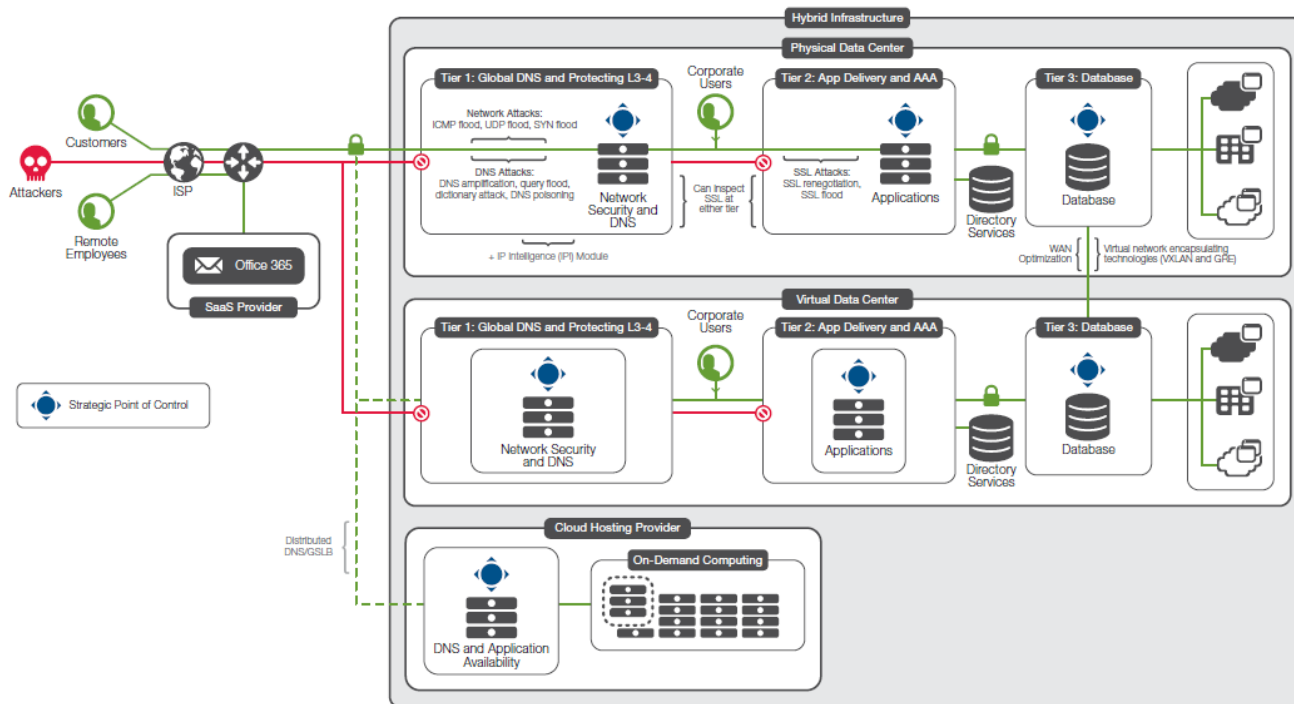 Hybrid Infrastructure
Physical Data Center
Tier 1: Global DNS and Protecting L3-4
Corporate
Users
Tier 2: App Delivery and AAA
Tier 3: Database
Network Attacks:
ICMP flood, UDP flood, SYN flood
Customers
Attackers
ISP
DNS Attacks:
DNS amplification, query flood,
dictionary attack, DNS poisoning
Network
Security and
DNS
Can inspect
SSL at
either tier
SSL Attacks:
SSL renegotiation,
SSL flood
Applications
Directory
Services
Database
Remote
Employees
+ IP Intelligence (IPI) Module
WAN
Optimization
Virtual network encapsulating
technologies (VXLAN and GRE)
Office 365
SaaS Provider
Virtual Data Center
Tier 1: Global DNS and Protecting L3-4
Corporate
Users
Tier 2: App Delivery and AAA
Tier 3: Database
Strategic Point of Control
Network Security
and DNS
Applications
Directory
Services
Database
Distributed
DNS/GSLB
Cloud Hosting Provider
On-Demand Computing
DNS and Application
Availability